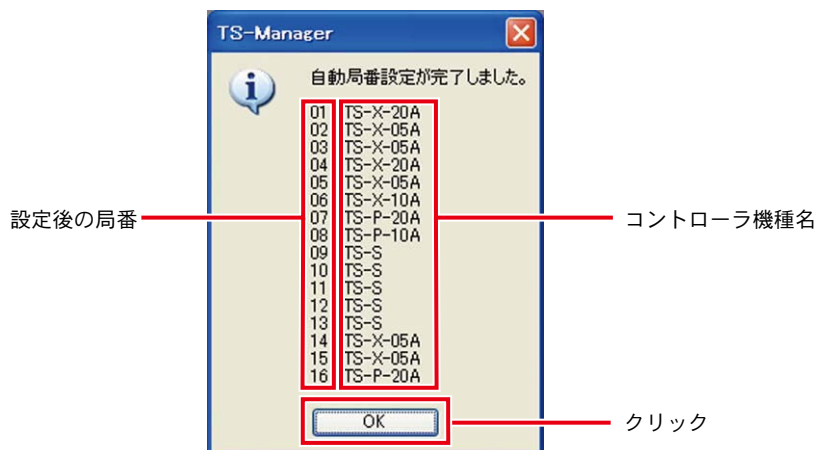 TS-Manager
自動局番設定が完了しました。
01 TS-X-20A
02 TS-X-05A
03 TS-X-05A
04 TS-X-20A
05 TS-X-05A
06 TS-X-10A
07 TS-P-20A
08 TS-P-10A
09 TS-S
10 TS-S
11 TS-S
12 TS-S
13 TS-S
14 TS-X-05A
15 TS-X-05A
16 TS-P-20A
設定後の局番
コントローラ機種名
OK
クリック